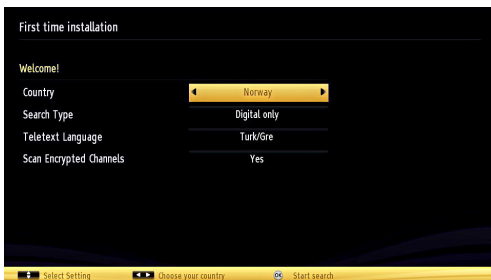 First time installation
Welcome!
Country Norway
Search Type Digital only
Teletext Language Turk/Gre
Scan Encrypted Channels Yes
Select Setting Choose your country OK Start search